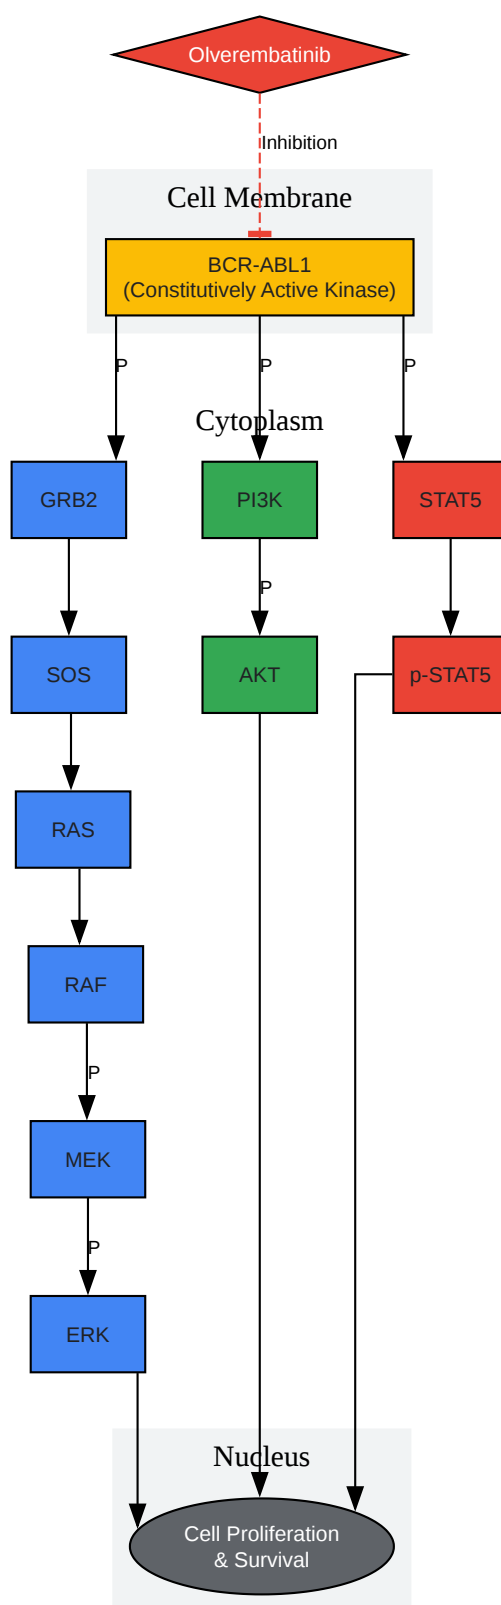 Olverembatinib
Inhibition
Cell Membrane
BCR-ABL1
(Constitutively Active Kinase)
P
P
P
Cytoplasm
GRB2
PI3K
STAT5
P
SOS
AKT
p-STAT5
RAS
RAF
P
MEK
P
ERK
Nucleus
Cell Proliferation
& Survival